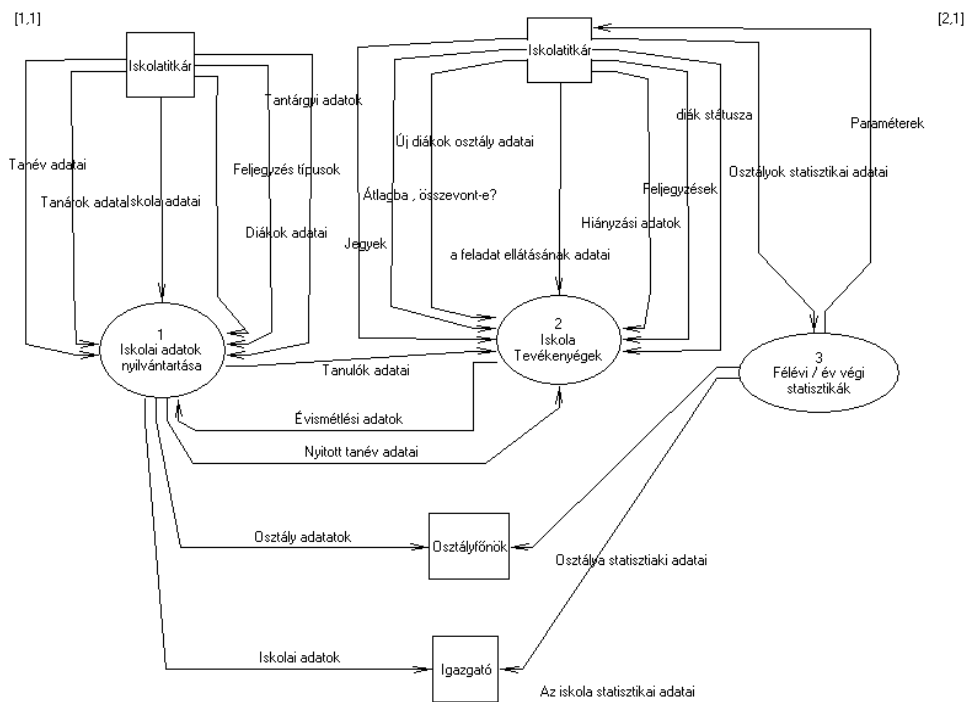 [1,1]
[2,1]
Iskolatitkár
Iskolatitkár
Tantárgyi adatok
diák státusza
Paraméterek
Új diákok osztály adatai
Tanév adatai
Feljegyzés típusok
Osztályok statisztikai adatai
Feljegyzések
Tanárok adatai
Iskola adatai
Átlagba , összevont-e?
Hiányzási adatok
Diákok adatai
Jegyek
a feladat ellátásának adatai
1
Iskolai adatok
nyilvántartása
2
Iskola
Tevékenyégek
3
Félévi / év végi
statisztikák
Tanulók adatai
Évismétlési adatok
Nyitott tanév adatai
Osztály adatatok
Osztályfőnök
Osztálya statisztiaki adatai
Iskolai adatok
Igazgató
Az iskola statisztikai adatai